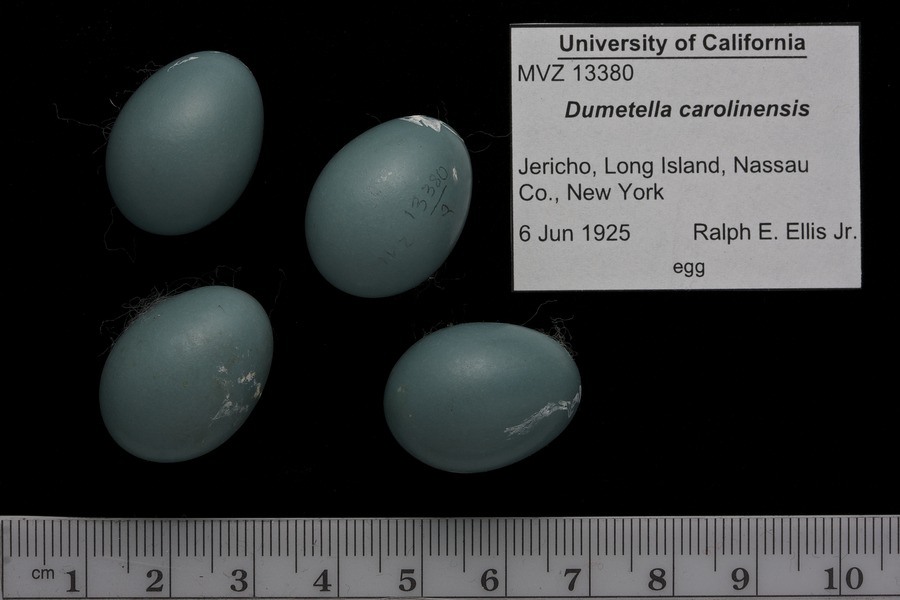 University of California
MVZ 13380
Dumetella carolinensis
Jericho, Long Island, Nassau
Co., New York
6 Jun 1925 Ralph E. Ellis Jr.
egg
13380
2
cm 1 2 3 4 5 6 7 8 9 10